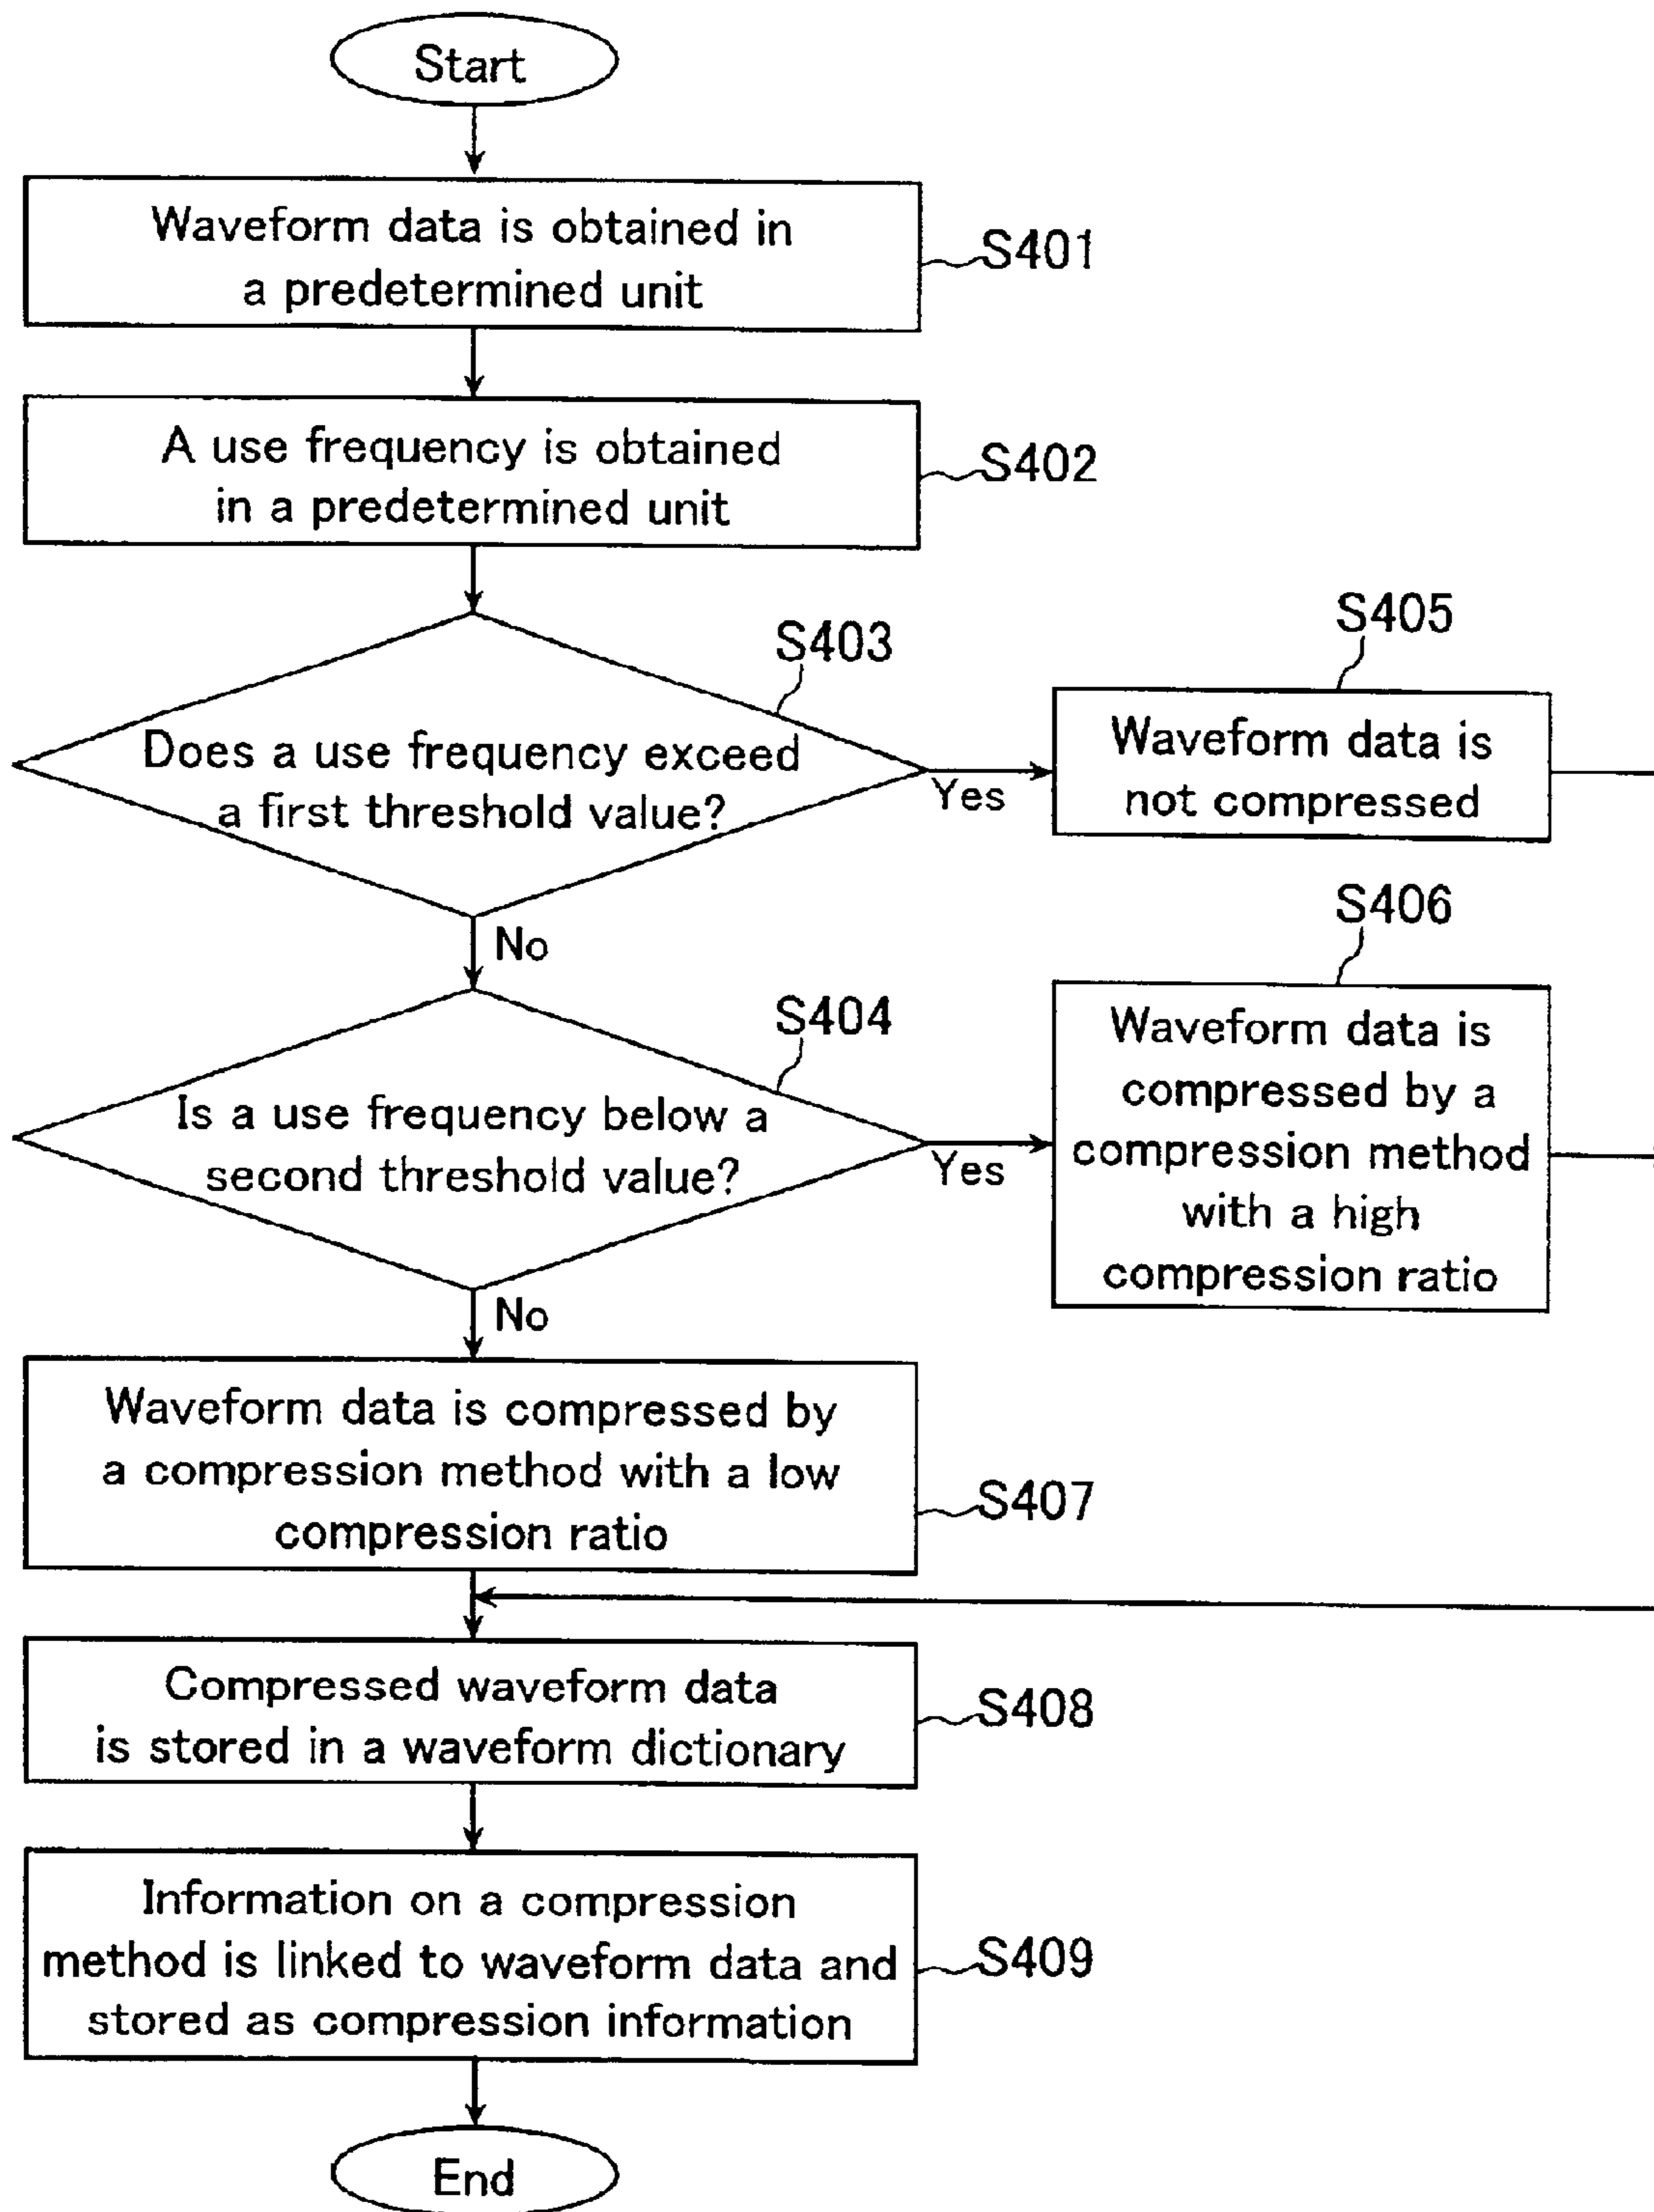 Start
Waveform data is obtained in
a predetermined unit
S401
A use frequency is obtained
in a predetermined unit
S402
S403
Does a use frequency exceed
a first threshold value?
Yes
S405
Waveform data is
not compressed
No
S404
Is a use frequency below a
second threshold value?
Yes
S406
Waveform data is
compressed by a
compression method
with a high
compression ratio
No
Waveform data is compressed by
a compression method with a low
compression ratio
S407
Compressed waveform data
is stored in a waveform dictionary
S408
Information on a compression
method is linked to waveform data and
stored as compression information
S409
End